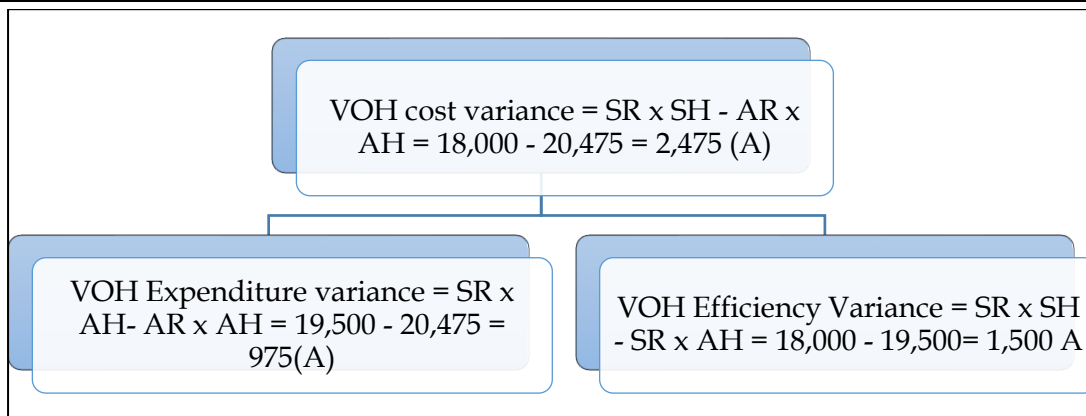 VOH cost variance = SR x SH - AR x
AH = 18,000 - 20,475 = 2,475 (A)
VOH Expenditure variance = SR x
AH- AR x AH = 19,500 - 20,475 =
975(A)
VOH Efficiency Variance = SR x SH
- SR x AH = 18,000 - 19,500= 1,500 A